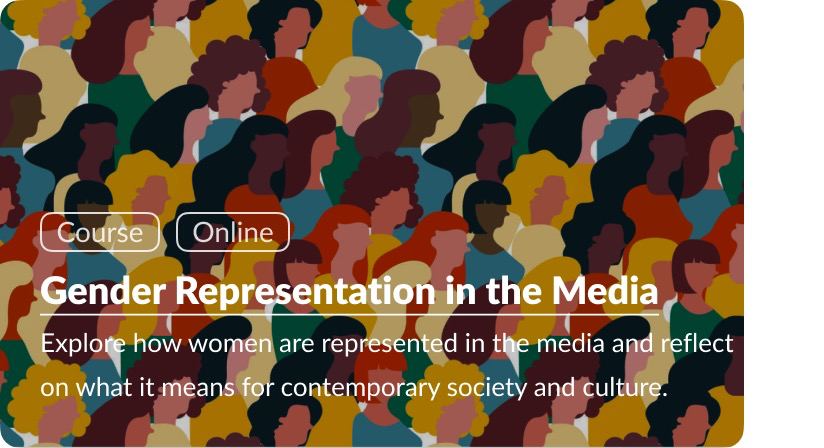 Course
Online
Gender Representation in the Media
Explore how women are represented in the media and reflect
on what it means for contemporary society and culture.